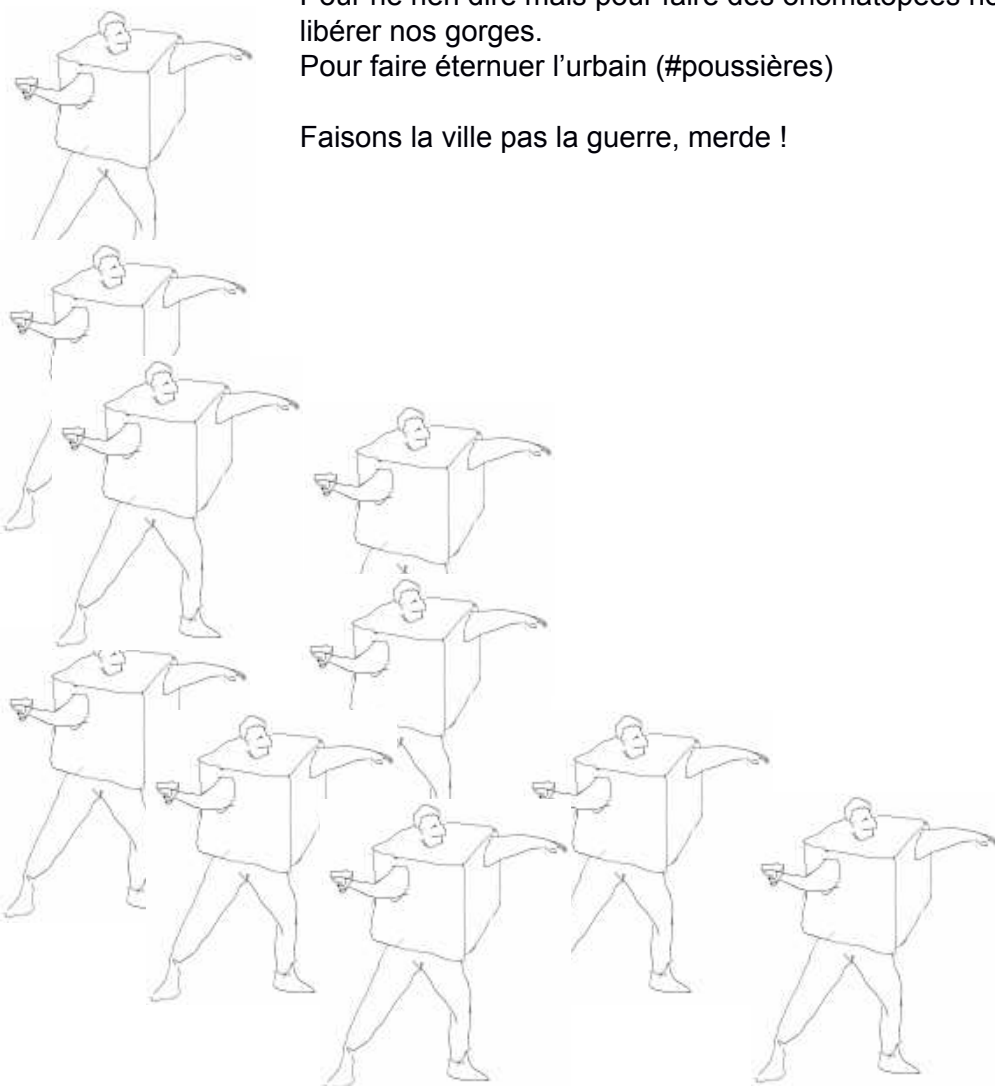 Pour ne rien dire mais pour faire des onomatopées
libérer nos gorges.
Pour faire éternuer l’urbain (#poussières)
Faisons la ville pas la guerre, merde !